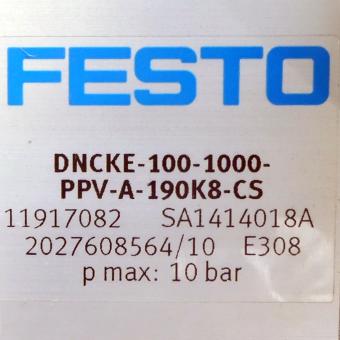 FESTO
DNCKE-100-1000-
PPV-A-190K8-CS
11917082 SA1414018A
2027608564/10 E308
p max: 10 bar